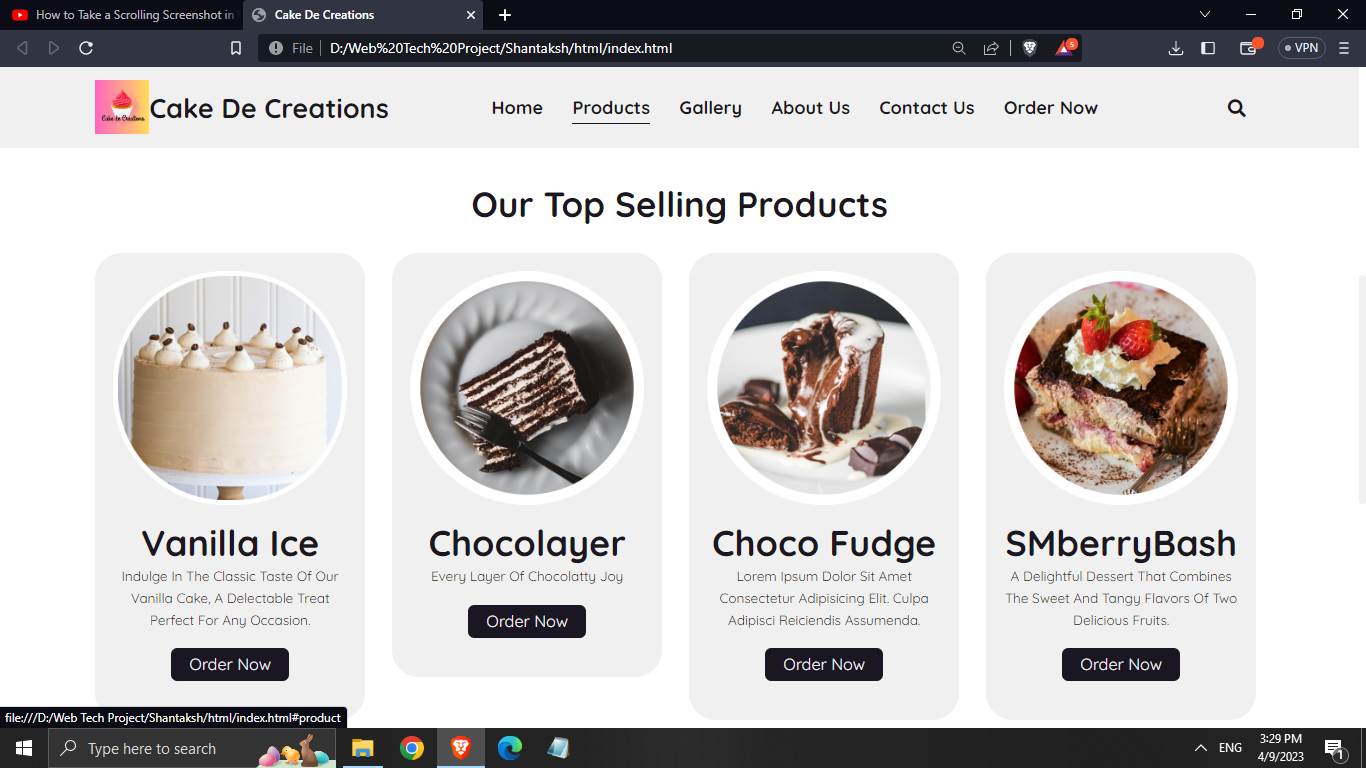 How to Take a Scrolling Screenshot in
Cake De Creations
File
D:/Web%20Tech%20Project/Shantaksh/html/index.html
5
VPN
Cake de Creations
Cake De Creations
Home
Products
Gallery
About Us
Contact Us
Order Now
Our Top Selling Products
Vanilla Ice
Indulge In The Classic Taste Of Our
Vanilla Cake, A Delectable Treat
Perfect For Any Occasion.
Order Now
Chocolayer
Every Layer Of Chocolatty Joy
Order Now
Choco Fudge
Lorem Ipsum Dolor Sit Amet
Consectetur Adipisicing Elit. Culpa
Adipisci Reiciendis Assumenda.
Order Now
SMberryBash
A Delightful Dessert That Combines
The Sweet And Tangy Flavors Of Two
Delicious Fruits.
Order Now
file:///D:/Web Tech Project/Shantaksh/html/index.html#product
Type here to search
ENG
3:29 PM
4/9/2023
1